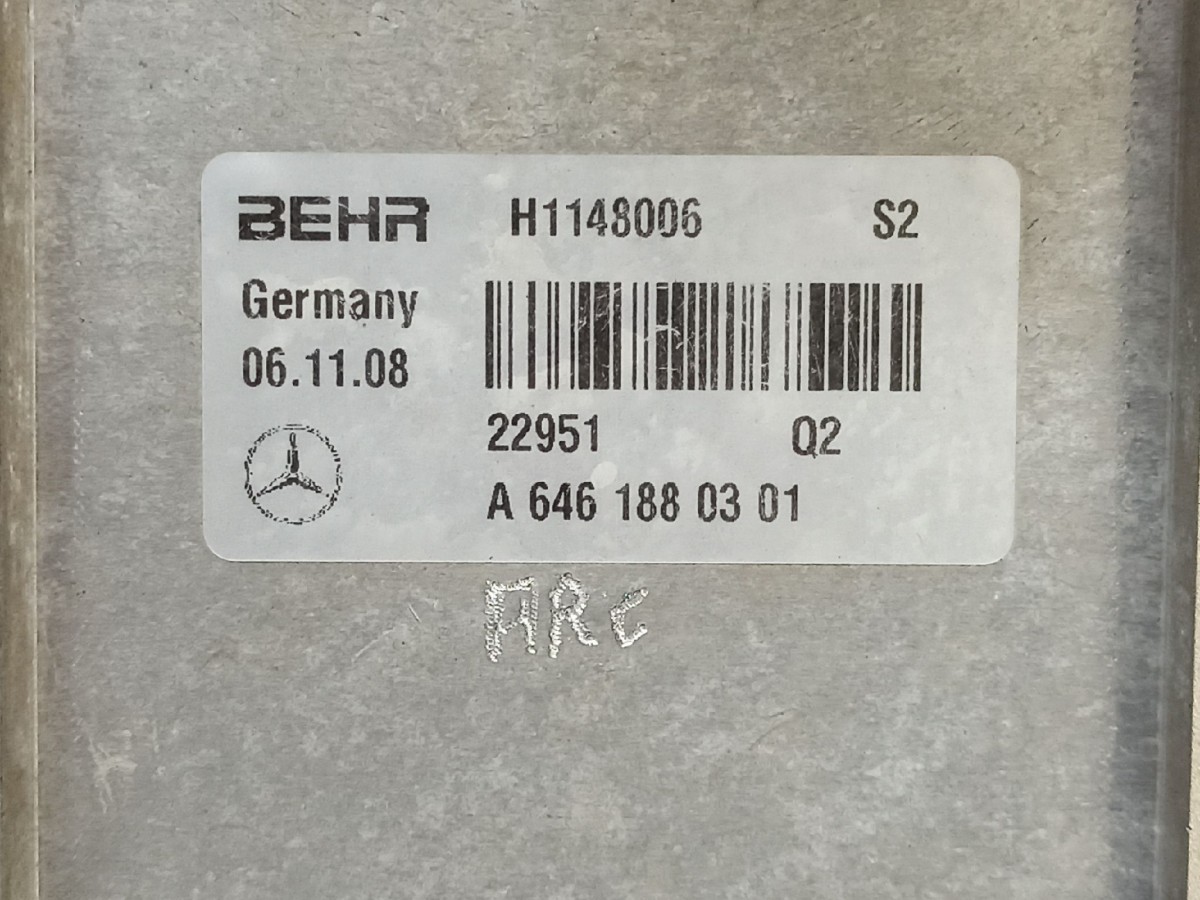 BEHR H1148006 S2
Germany
06.11.08
22951 Q2
A 646 188 03 01
ARC